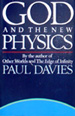 GOD
AND THE NEW
PHYSICS
By the author of
Other Worlds and The Edge of Infinity
PAUL DAVIES